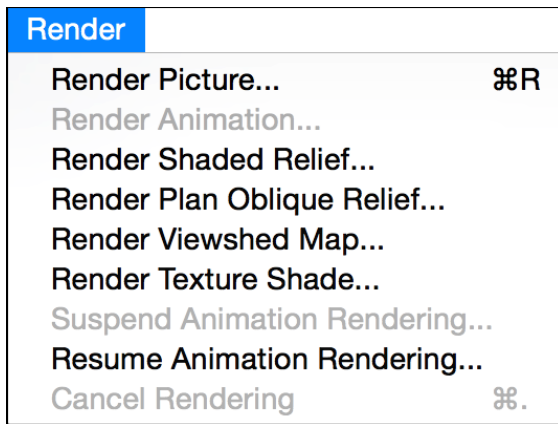 Render
Render Picture... ⌘R
Render Animation...
Render Shaded Relief...
Render Plan Oblique Relief...
Render Viewshed Map...
Render Texture Shade...
Suspend Animation Rendering...
Resume Animation Rendering...
Cancel Rendering ⌘.